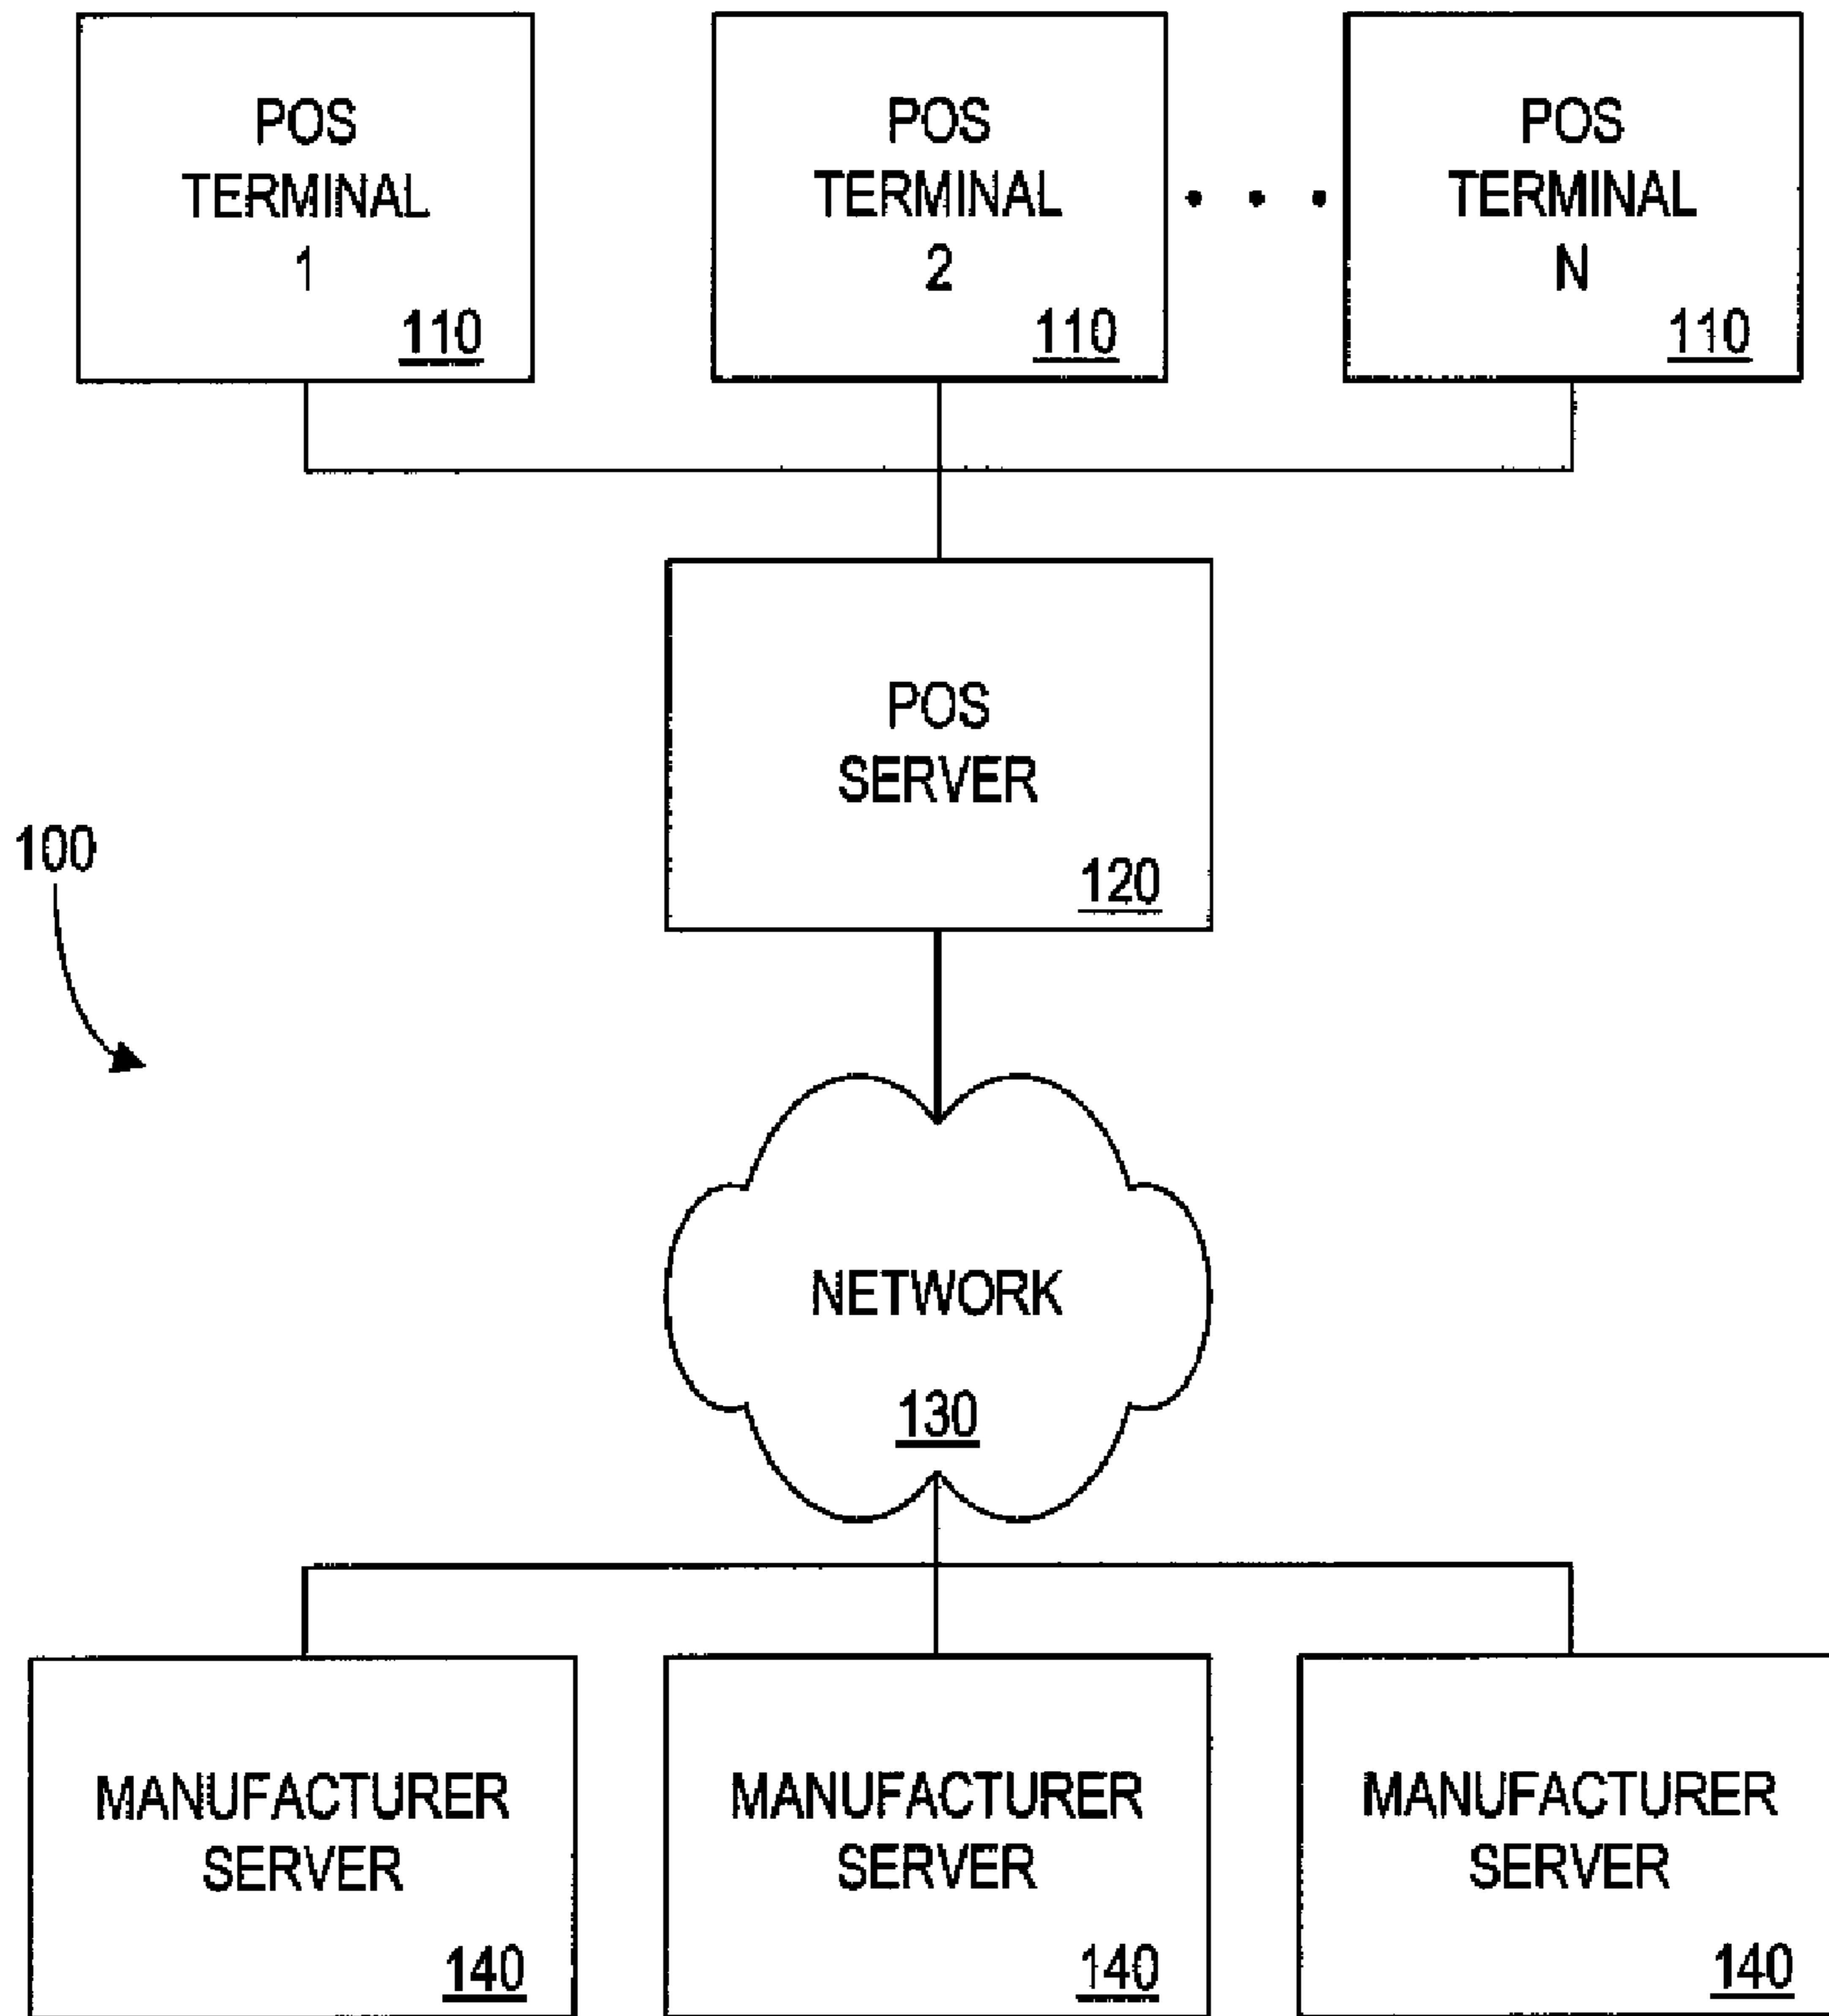 POS
TERMINAL
1
110
POS
TERMINAL
2
110
. . .
POS
TERMINAL
N
110
POS
SERVER
120
100
NETWORK
130
MANUFACTURER
SERVER
140
MANUFACTURER
SERVER
140
MANUFACTURER
SERVER
140